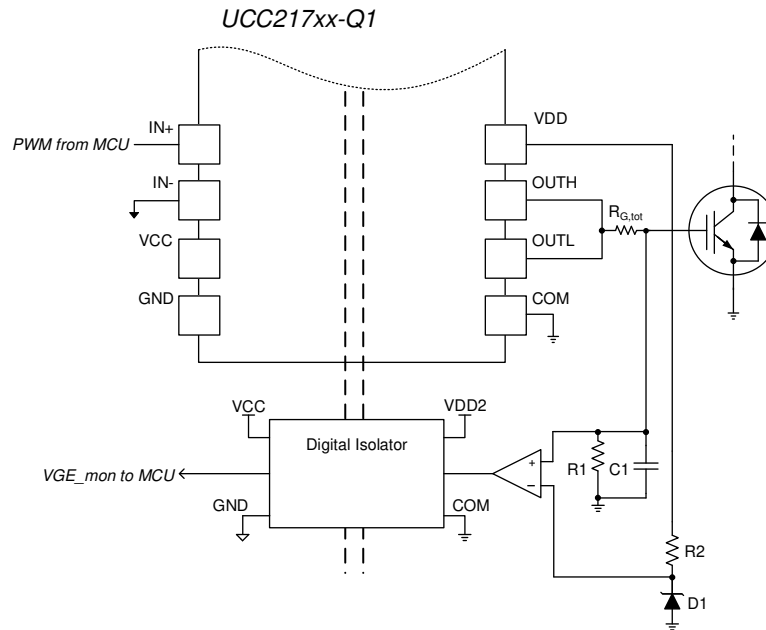 UCC217xx-Q1
IN+
VDD
PWM from MCU
IN-
OUTH
RG,tot
VCC
OUTL
GND
COM
VCC
VDD2
Digital Isolator
+
R1
C1
VGE_mon to MCU
−
GND
COM
R2
D1